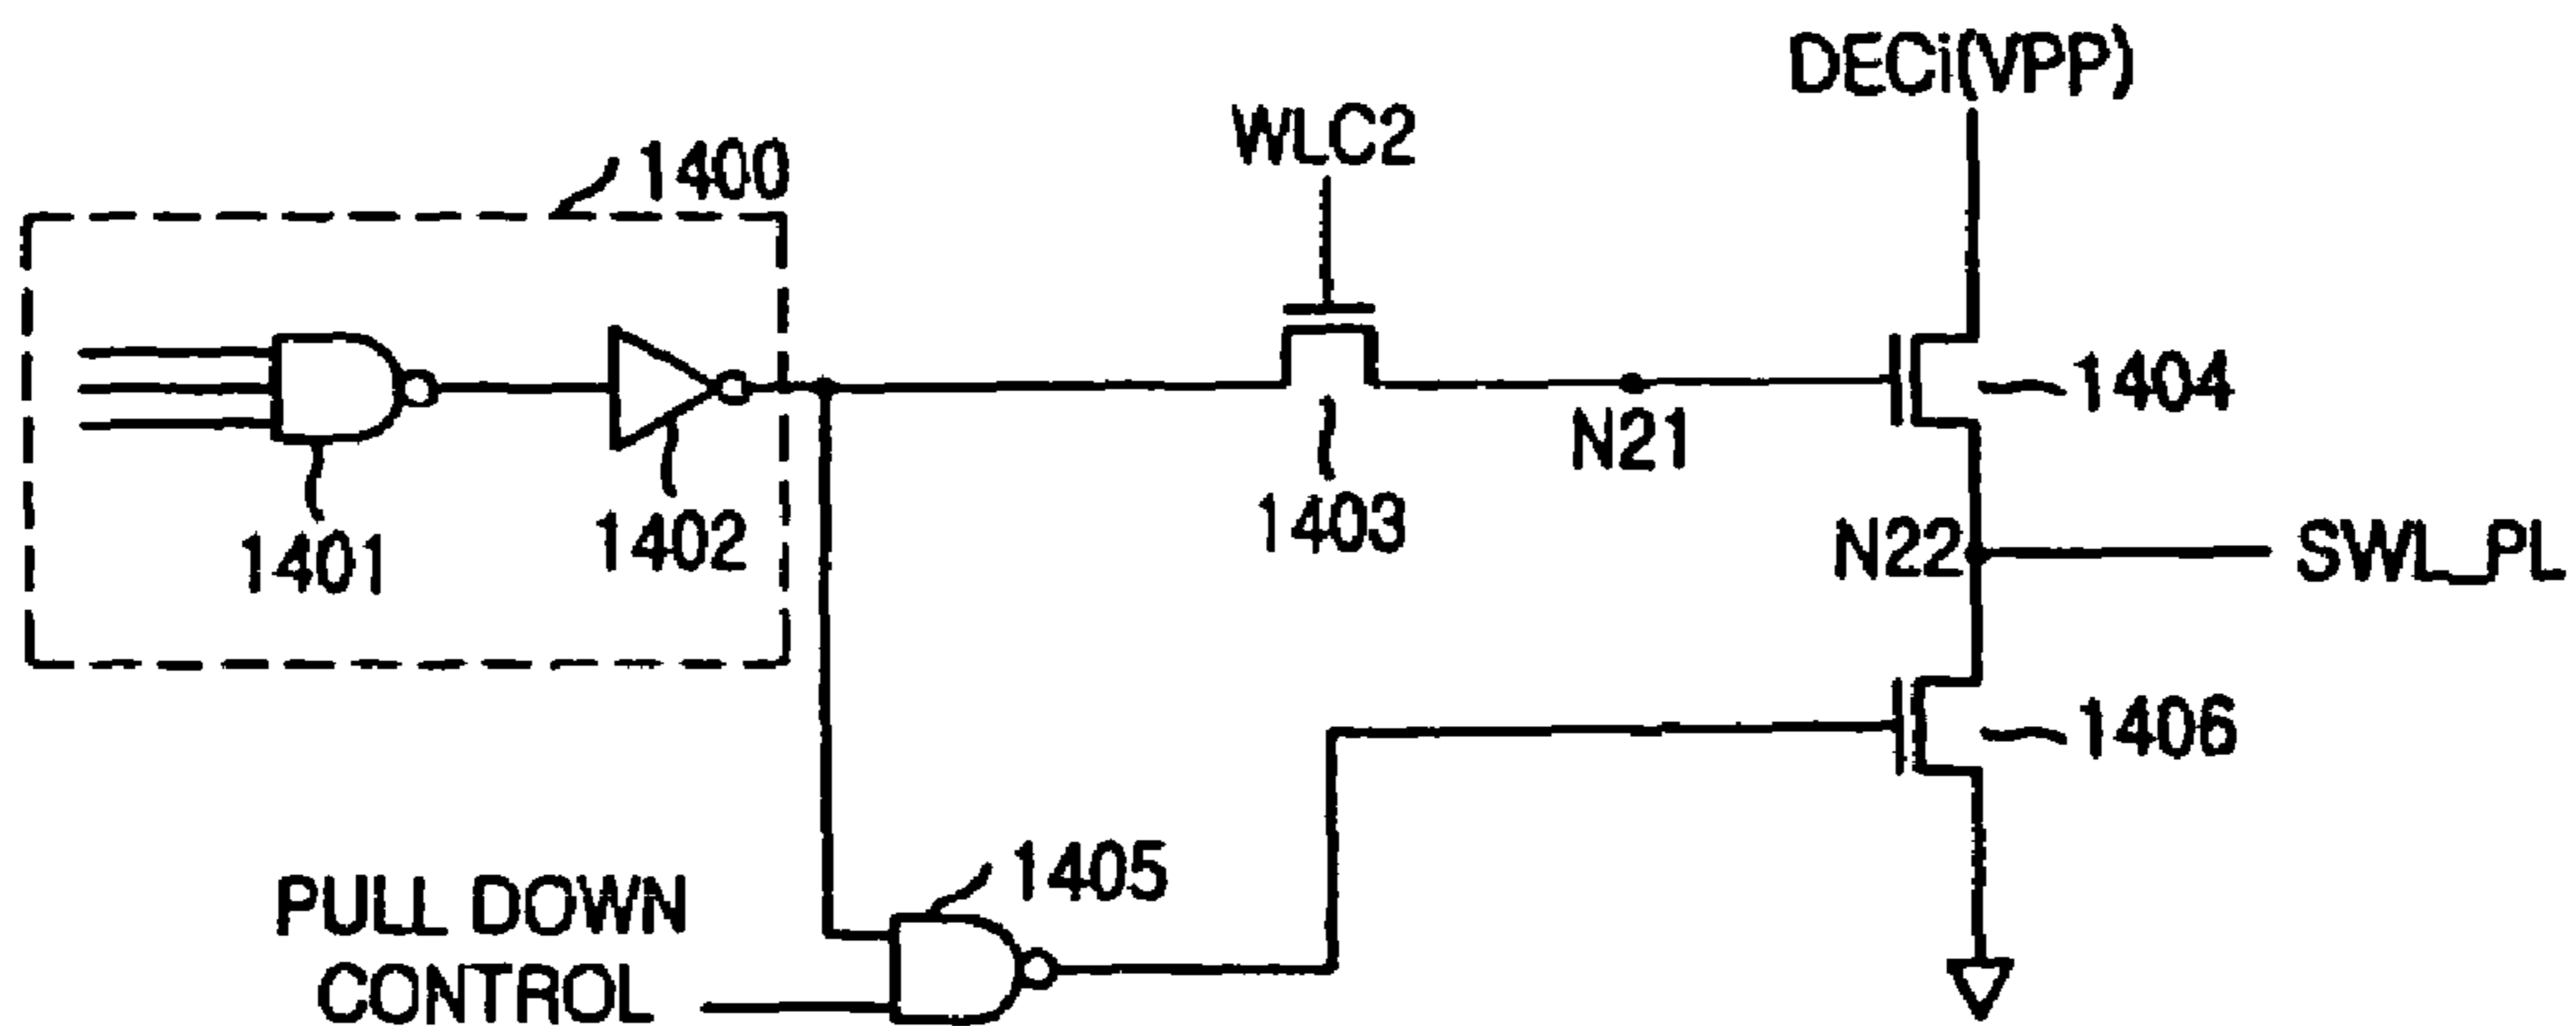 DECi(VPP)
WLC2
1400
1404
N21
1401
1402
1403
N22
SWL_PL
1406
1405
PULL DOWN
CONTROL